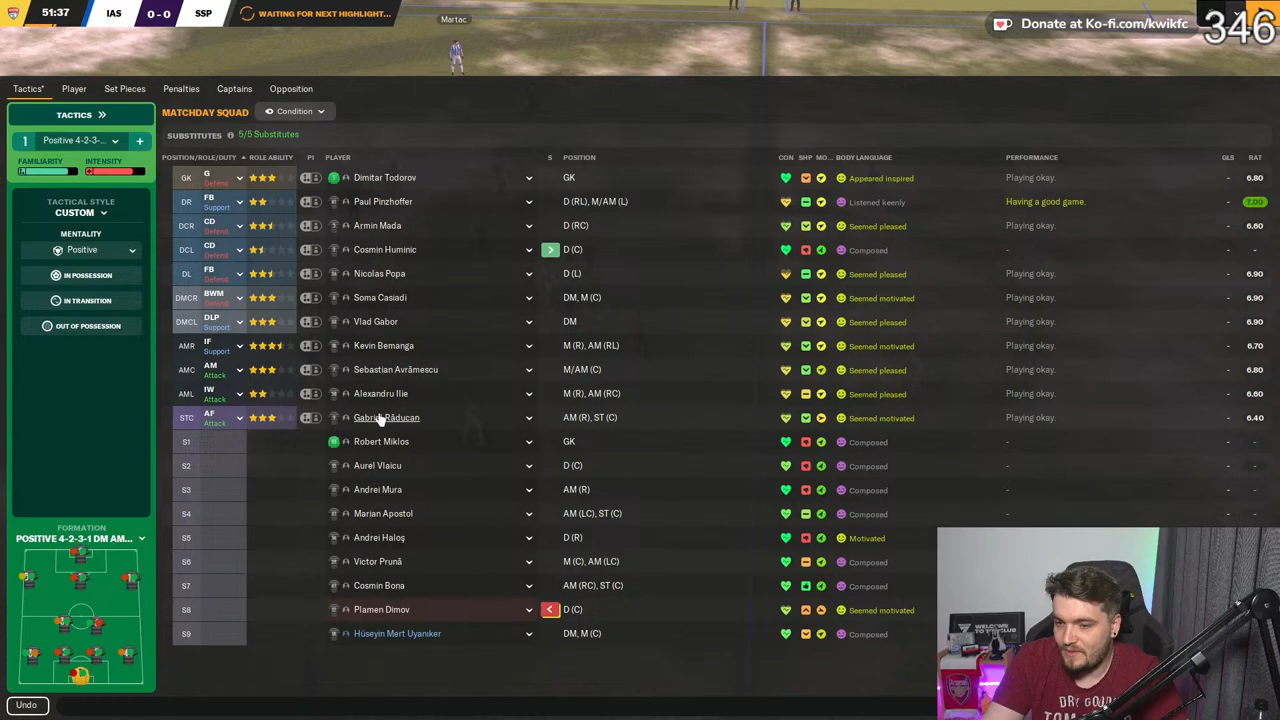 51:37 IAS 0 - 0 SSP WAITING FOR NEXT HIGHLIGHT...
Martac
Donate at Ko-fi.com/kwikfc
346
Tactics* Player Set Pieces Penalties Captains Opposition
TACTICS
1 Positive 4-2-3-...
FAMILIARITY INTENSITY
TACTICAL STYLE
CUSTOM
MENTALITY
Positive
IN POSSESSION
IN TRANSITION
OUT OF POSSESSION
FORMATION
POSITIVE 4-2-3-1 DM AM...
MATCHDAY SQUAD Condition
SUBSTITUTES 5/5 Substitutes
POSITION/ROLE/DUTY ROLE ABILITY PI PLAYER S POSITION CON SHP MO... BODY LANGUAGE PERFORMANCE GLS RAT
GK G Defend Dimitar Todorov GK Appeared inspired Playing okay. - 6.80
DR FB Support Paul Pinzhoffer D (RL), M/AM (L) Listened keenly Having a good game. - 7.00
DCR CD Defend Armin Mada D (RC) Seemed pleased Playing okay. - 6.60
DCL CD Defend Cosmin Huminic D (C) Composed - - -
DL FB Defend Nicolas Popa D (L) Seemed pleased Playing okay. - 6.90
DMCR BWM Defend Soma Casiadi DM, M (C) Seemed motivated Playing okay. - 6.90
DMCL DLP Support Vlad Gabor DM Seemed pleased Playing okay. - 6.90
AMR IF Support Kevin Bemanga M (R), AM (RL) Seemed motivated Playing okay. - 6.70
AMC AM Attack Sebastian Avrămescu M/AM (C) Seemed pleased Playing okay. - 6.80
AML IW Attack Alexandru Ilie M (R), AM (RC) Seemed pleased Playing okay. - 6.60
STC AF Attack Gabriel Răducan AM (R), ST (C) Seemed motivated Playing okay. - 6.40
S1 Robert Miklos GK Composed - - -
S2 Aurel Vlaicu D (C) Composed - - -
S3 Andrei Mura AM (R) Composed - - -
S4 Marian Apostol AM (LC), ST (C) Composed - - -
S5 Andrei Haloş D (R) Motivated
S6 Victor Prună M (C), AM (LC) Composed
S7 Cosmin Bona AM (RC), ST (C) Composed
S8 Plamen Dimov D (C) Seemed motivated
S9 Hüseyin Mert Uyanıker DM, M (C) Composed
Undo
WELCOME TO THE CLUB
DRY GOOD